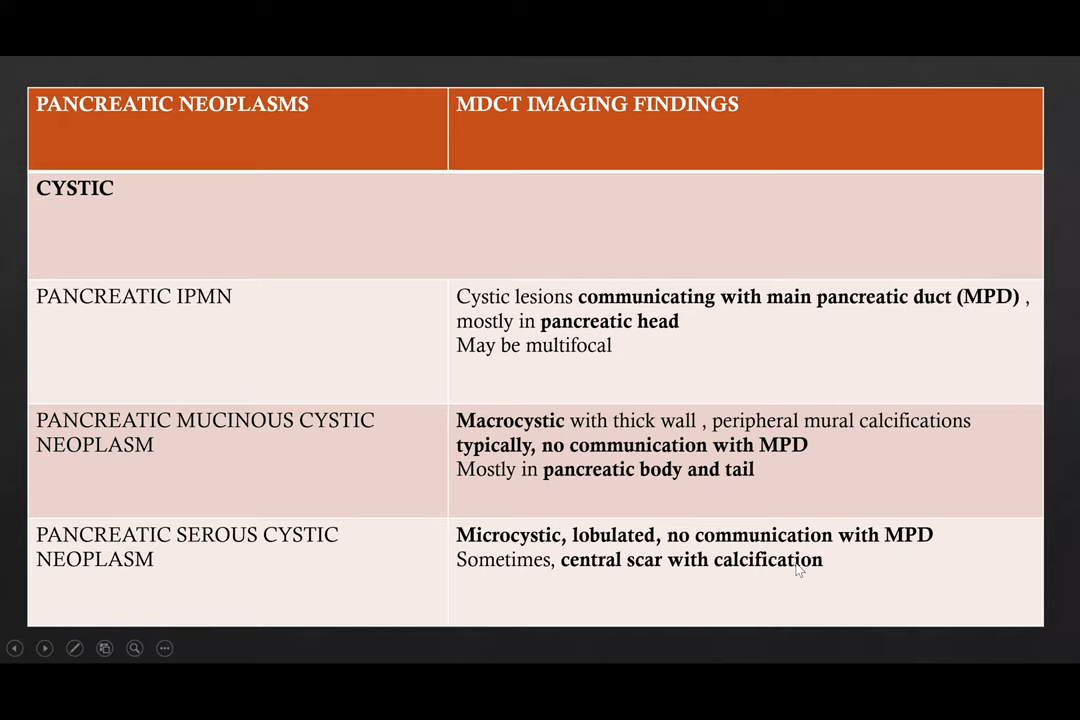 PANCREATIC NEOPLASMS
MDCT IMAGING FINDINGS
CYSTIC
PANCREATIC IPMN
Cystic lesions communicating with main pancreatic duct (MPD) ,
mostly in pancreatic head
May be multifocal
PANCREATIC MUCINOUS CYSTIC
NEOPLASM
Macrocystic with thick wall , peripheral mural calcifications
typically, no communication with MPD
Mostly in pancreatic body and tail
PANCREATIC SEROUS CYSTIC
NEOPLASM
Microcystic, lobulated, no communication with MPD
Sometimes, central scar with calcification